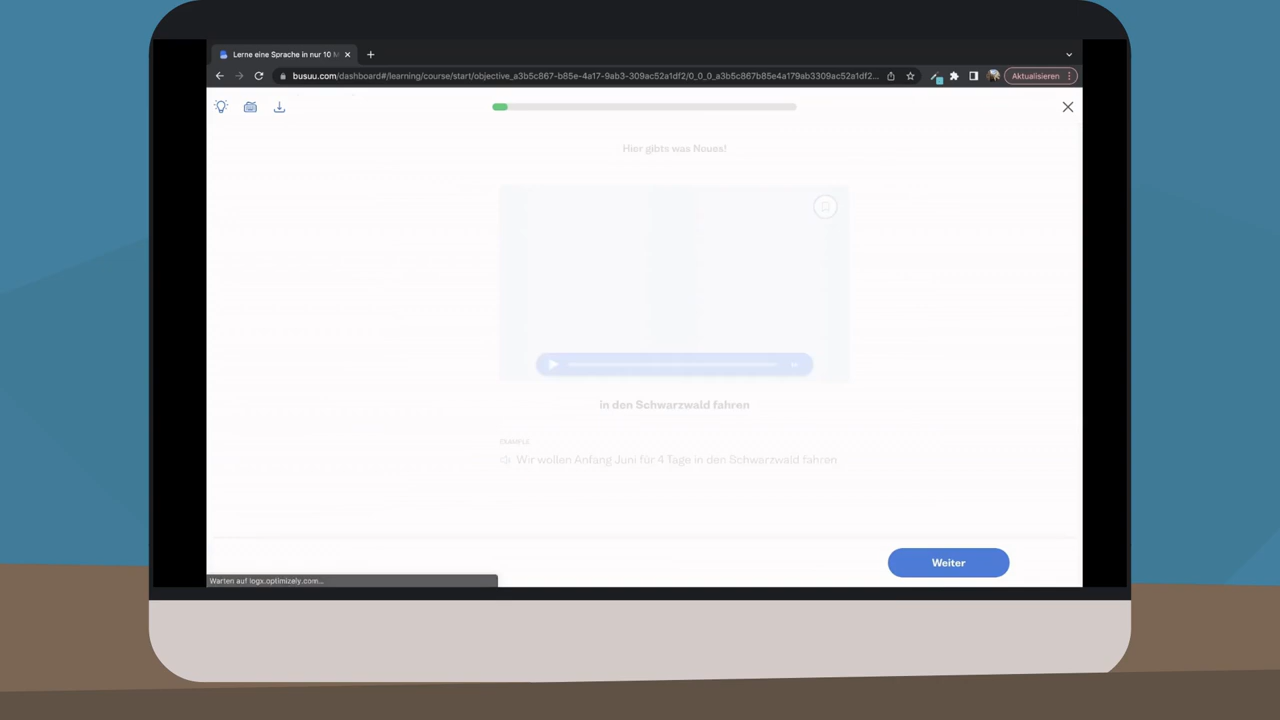 Lerne eine Sprache in nur 10 M
busuu.com/dashboard#/learning/course/start/objective_a3b5c867-b85e-4a17-9ab3-309ac52a1df2/0_0_0_a3b5c867b85e4a179ab3309ac52a1df2...
Aktualisieren
Hier gibts was Neues!
in den Schwarzwald fahren
EXAMPLE
Wir wollen Anfang Juni für 4 Tage in den Schwarzwald fahren
Weiter
Warten auf logx.optimizely.com...